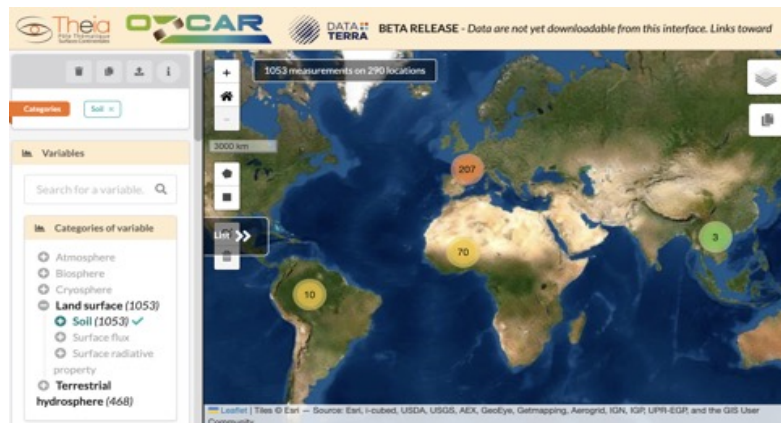 Theia
Pôle Thématique
Surfaces Continentales
OZCAR
DATA
TERRA
BETA RELEASE - Data are not yet downloadable from this interface. Links toward
Categories
Soil ×
Variables
Search for a variable.
Categories of variable
Atmosphere
Biosphere
Cryosphere
Land surface (1053)
Soil (1053)
Surface flux
Surface radiative
property
Terrestrial
hydrosphere (468)
+
1053 measurements on 290 locations
−
3000 km
List
207
70
3
10
Leaflet | Tiles © Esri — Source: Esri, i-cubed, USDA, USGS, AEX, GeoEye, Getmapping, Aerogrid, IGN, IGP, UPR-EGP, and the GIS User
Community